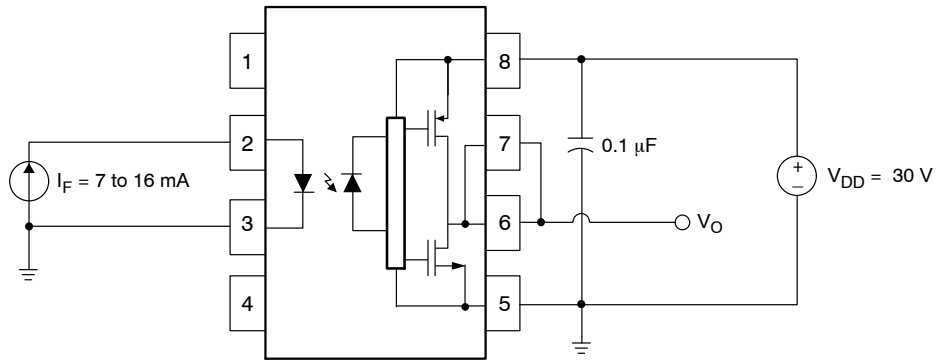 1
8
2
7
0.1 μF
I_F = 7 to 16 mA
+
–
V_DD = 30 V
3
6
V_O
4
5